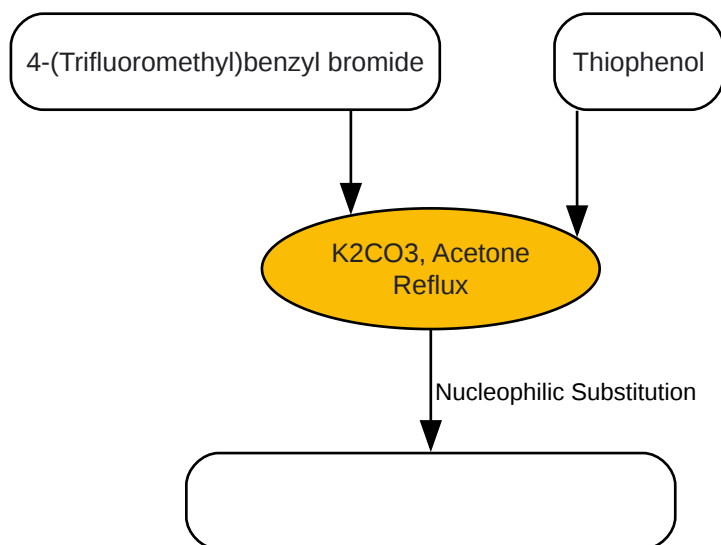 4-(Trifluoromethyl)benzyl bromide
Thiophenol
K2CO3, Acetone
Reflux
Nucleophilic Substitution